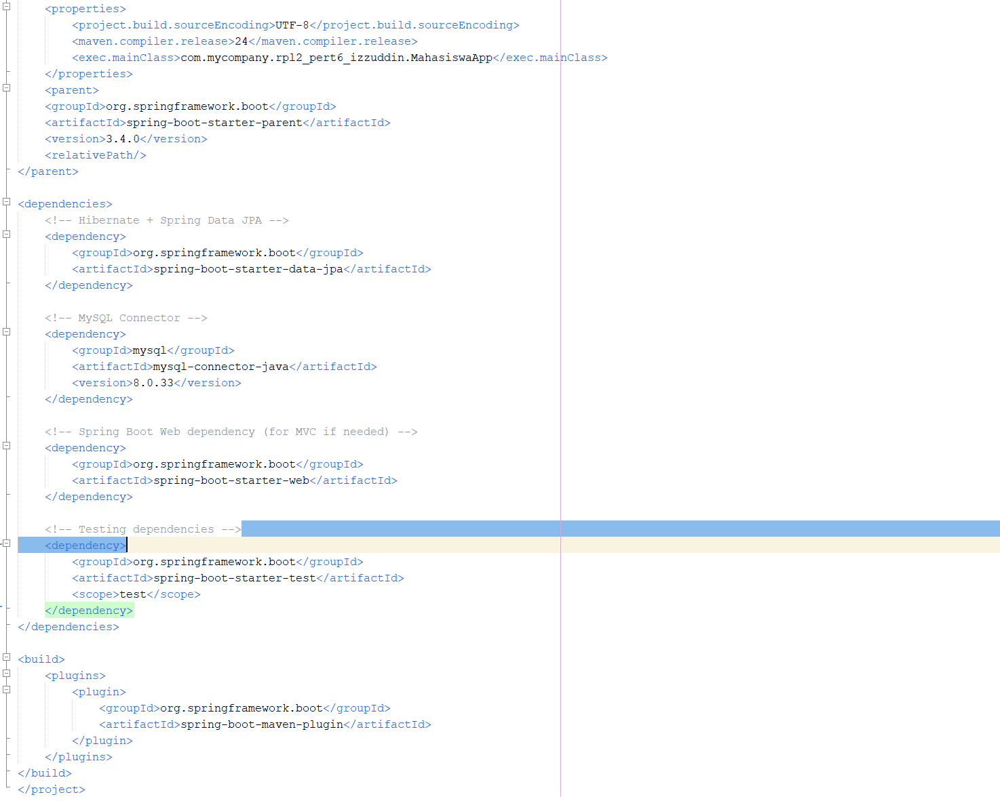 <properties>
<project.build.sourceEncoding>UTF-8</project.build.sourceEncoding>
<maven.compiler.release>24</maven.compiler.release>
<exec.mainClass>com.mycompany.rpl2_pert6_izzuddin.MahasiswaApp</exec.mainClass>
</properties>
<parent>
<groupId>org.springframework.boot</groupId>
<artifactId>spring-boot-starter-parent</artifactId>
<version>3.4.0</version>
<relativePath/>
</parent>
<dependencies>
<!-- Hibernate + Spring Data JPA -->
<dependency>
<groupId>org.springframework.boot</groupId>
<artifactId>spring-boot-starter-data-jpa</artifactId>
</dependency>
<!-- MySQL Connector -->
<dependency>
<groupId>mysql</groupId>
<artifactId>mysql-connector-java</artifactId>
<version>8.0.33</version>
</dependency>
<!-- Spring Boot Web dependency (for MVC if needed) -->
<dependency>
<groupId>org.springframework.boot</groupId>
<artifactId>spring-boot-starter-web</artifactId>
</dependency>
<!-- Testing dependencies -->
<dependency>
<groupId>org.springframework.boot</groupId>
<artifactId>spring-boot-starter-test</artifactId>
<scope>test</scope>
</dependency>
</dependencies>
<build>
<plugins>
<plugin>
<groupId>org.springframework.boot</groupId>
<artifactId>spring-boot-maven-plugin</artifactId>
</plugin>
</plugins>
</build>
</project>